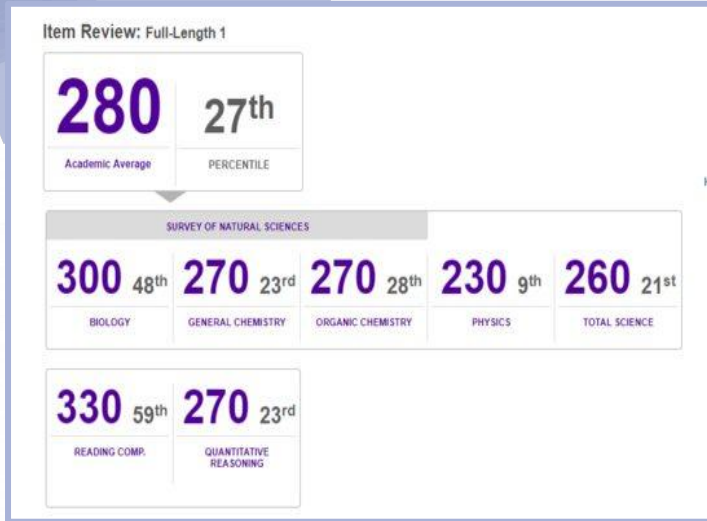 Item Review: Full-Length 1
280 27th
Academic Average PERCENTILE
SURVEY OF NATURAL SCIENCES
300 48th 270 23rd 270 28th 230 9th 260 21st
BIOLOGY GENERAL CHEMISTRY ORGANIC CHEMISTRY PHYSICS TOTAL SCIENCE
330 59th 270 23rd
READING COMP. QUANTITATIVE
REASONING